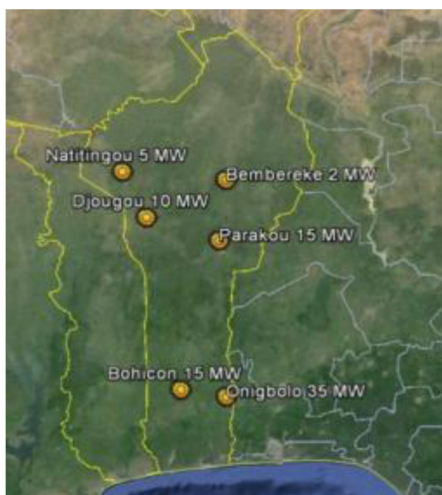 Natitingou 5 MW
Bembereke 2 MW
Djougou 10 MW
Parakou 15 MW
Bohicon 15 MW
Onigbolo 35 MW